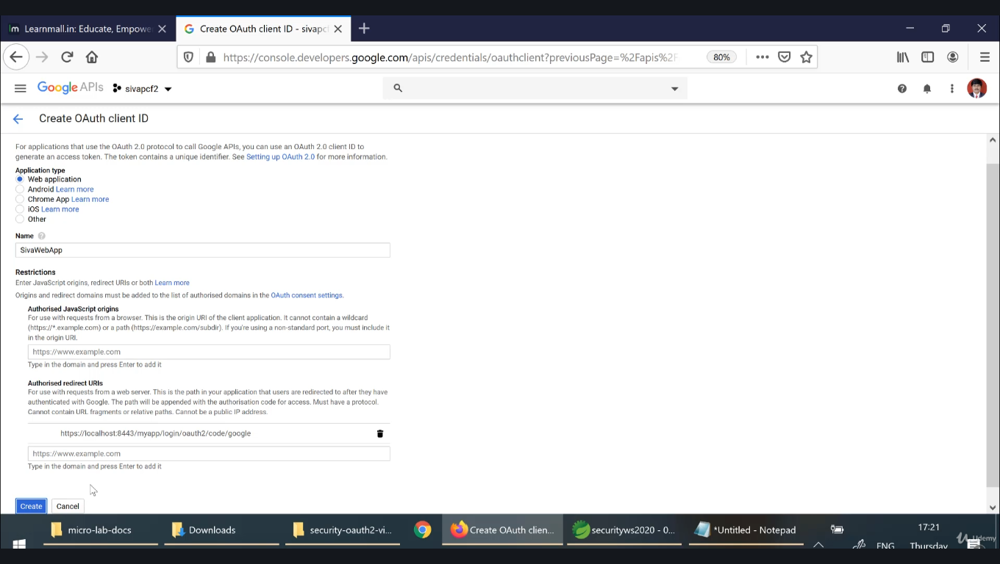 Learnmall.in: Educate, Empowe
Create OAuth client ID - sivapc
https://console.developers.google.com/apis/credentials/oauthclient?previousPage=%2Fapis%2F
80%
Google APIs
sivapcf2
Create OAuth client ID
For applications that use the OAuth 2.0 protocol to call Google APIs, you can use an OAuth 2.0 client ID to
generate an access token. The token contains a unique identifier. See Setting up OAuth 2.0 for more information.
Application type
Web application
Android Learn more
Chrome App Learn more
iOS Learn more
Other
Name
SivaWebApp
Restrictions
Enter JavaScript origins, redirect URIs or both Learn more
Origins and redirect domains must be added to the list of authorised domains in the OAuth consent settings.
Authorised JavaScript origins
For use with requests from a browser. This is the origin URI of the client application. It cannot contain a wildcard
(https://*.example.com) or a path (https://example.com/subdir). If you're using a non-standard port, you must include it
in the origin URI.
https://www.example.com
Type in the domain and press Enter to add it
Authorised redirect URIs
For use with requests from a web server. This is the path in your application that users are redirected to after they have
authenticated with Google. The path will be appended with the authorisation code for access. Must have a protocol.
Cannot contain URL fragments or relative paths. Cannot be a public IP address.
https://localhost:8443/myapp/login/oauth2/code/google
https://www.example.com
Type in the domain and press Enter to add it
Create Cancel
micro-lab-docs
Downloads
security-oauth2-vi...
Create OAuth clien...
securityws2020 - 0...
*Untitled - Notepad
17:21
ENG
Thursday
Udemy